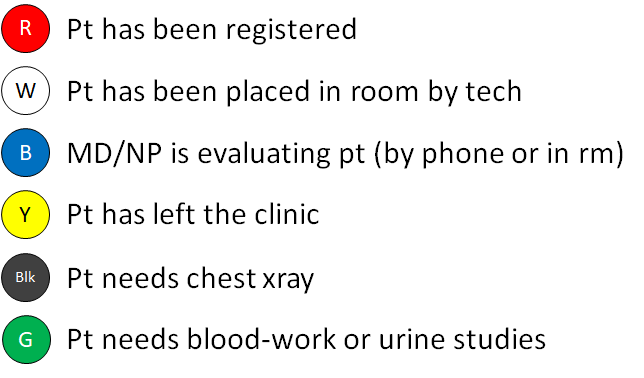 R Pt has been registered
W Pt has been placed in room by tech
B MD/NP is evaluating pt (by phone or in rm)
Y Pt has left the clinic
Blk Pt needs chest xray
G Pt needs blood-work or urine studies